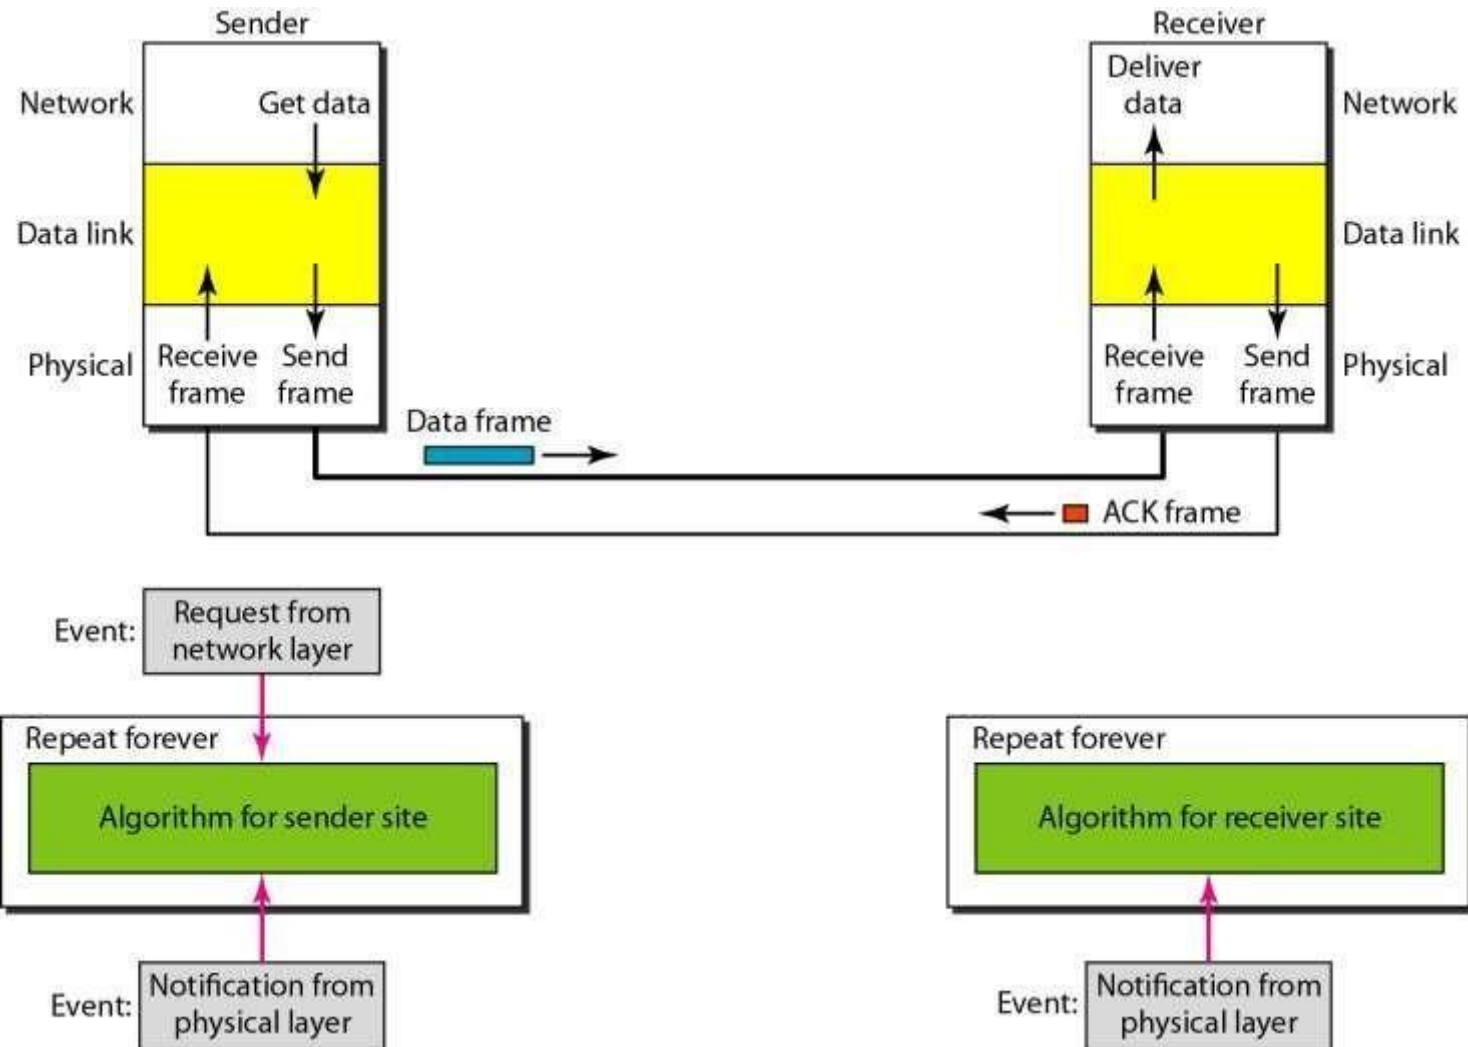 Sender
Receiver
Network
Get data
Deliver
data
Network
Data link
Data link
Physical
Receive
frame
Send
frame
Receive
frame
Send
frame
Physical
Data frame
ACK frame
Event:
Request from
network layer
Repeat forever
Algorithm for sender site
Repeat forever
Algorithm for receiver site
Event:
Notification from
physical layer
Event:
Notification from
physical layer